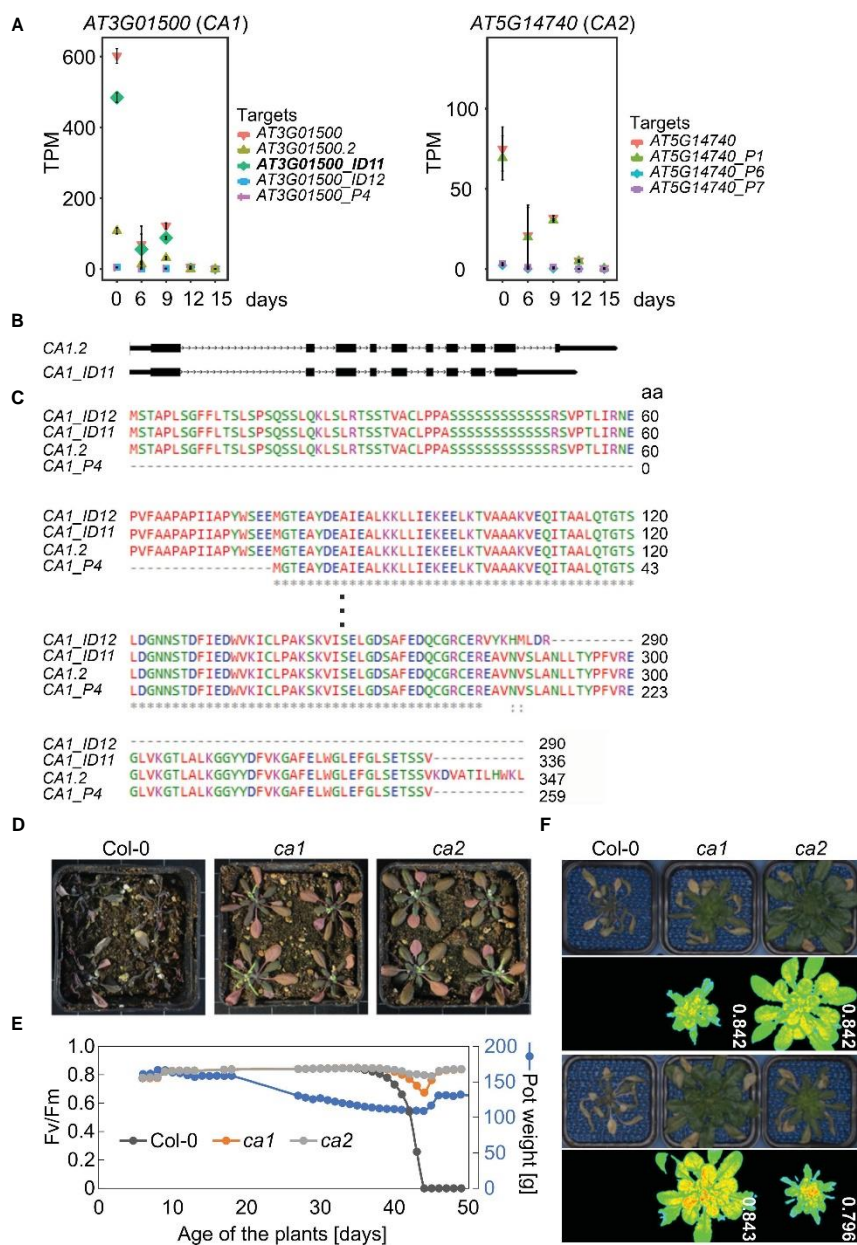 A
AT3G01500 (CA1)
TPM
600
400
200
0
0 6 9 12 15 days
Targets
AT3G01500
AT3G01500.2
AT3G01500_ID11
AT3G01500_ID12
AT3G01500_P4
AT5G14740 (CA2)
TPM
100
50
0
0 6 9 12 15 days
Targets
AT5G14740
AT5G14740_P1
AT5G14740_P6
AT5G14740_P7
B
CA1.2
CA1_ID11
C
aa
CA1_ID12 MSTAPLSGFFLTSLSPSQSSLQKLSLRTSSTVACLPPASSSSSSSSSSSSRSVPTLIRNE 60
CA1_ID11 MSTAPLSGFFLTSLSPSQSSLQKLSLRTSSTVACLPPASSSSSSSSSSSSRSVPTLIRNE 60
CA1.2 MSTAPLSGFFLTSLSPSQSSLQKLSLRTSSTVACLPPASSSSSSSSSSSSRSVPTLIRNE 60
CA1_P4 ------------------------------------------------------------ 0
CA1_ID12 PVFAAPAPIIAPYWSEEMGTEAYDEAIEALKKLLIEKEELKTVAAAKVEQITAALQTGTS 120
CA1_ID11 PVFAAPAPIIAPYWSEEMGTEAYDEAIEALKKLLIEKEELKTVAAAKVEQITAALQTGTS 120
CA1.2 PVFAAPAPIIAPYWSEEMGTEAYDEAIEALKKLLIEKEELKTVAAAKVEQITAALQTGTS 120
CA1_P4 -----------------MGTEAYDEAIEALKKLLIEKEELKTVAAAKVEQITAALQTGTS 43
*******************************************
CA1_ID12 LDGNNSTDFIEDWVKICLPAKSKVISELGDSAFEDQCGRCERVYKHMLDR---------- 290
CA1_ID11 LDGNNSTDFIEDWVKICLPAKSKVISELGDSAFEDQCGRCEREAVNVSLANLLTYPFVRE 300
CA1.2 LDGNNSTDFIEDWVKICLPAKSKVISELGDSAFEDQCGRCEREAVNVSLANLLTYPFVRE 300
CA1_P4 LDGNNSTDFIEDWVKICLPAKSKVISELGDSAFEDQCGRCEREAVNVSLANLLTYPFVRE 223
****************************************** ::
CA1_ID12 ----------------------------------------------- 290
CA1_ID11 GLVKGTLALKGGYYDFVKGAFELWGLEFGLSETSSV----------- 336
CA1.2 GLVKGTLALKGGYYDFVKGAFELWGLEFGLSETSSVKDVATILHWKL 347
CA1_P4 GLVKGTLALKGGYYDFVKGAFELWGLEFGLSETSSV----------- 259
D
Col-0 ca1 ca2
E
Fv/Fm
1.0
0.8
0.6
0.4
0.2
0
Col-0 ca1 ca2
200
150
100
50
0
Pot weight [g]
0 10 20 30 40 50
Age of the plants [days]
F
Col-0 ca1 ca2
0.842
0.842
0.843
0.796